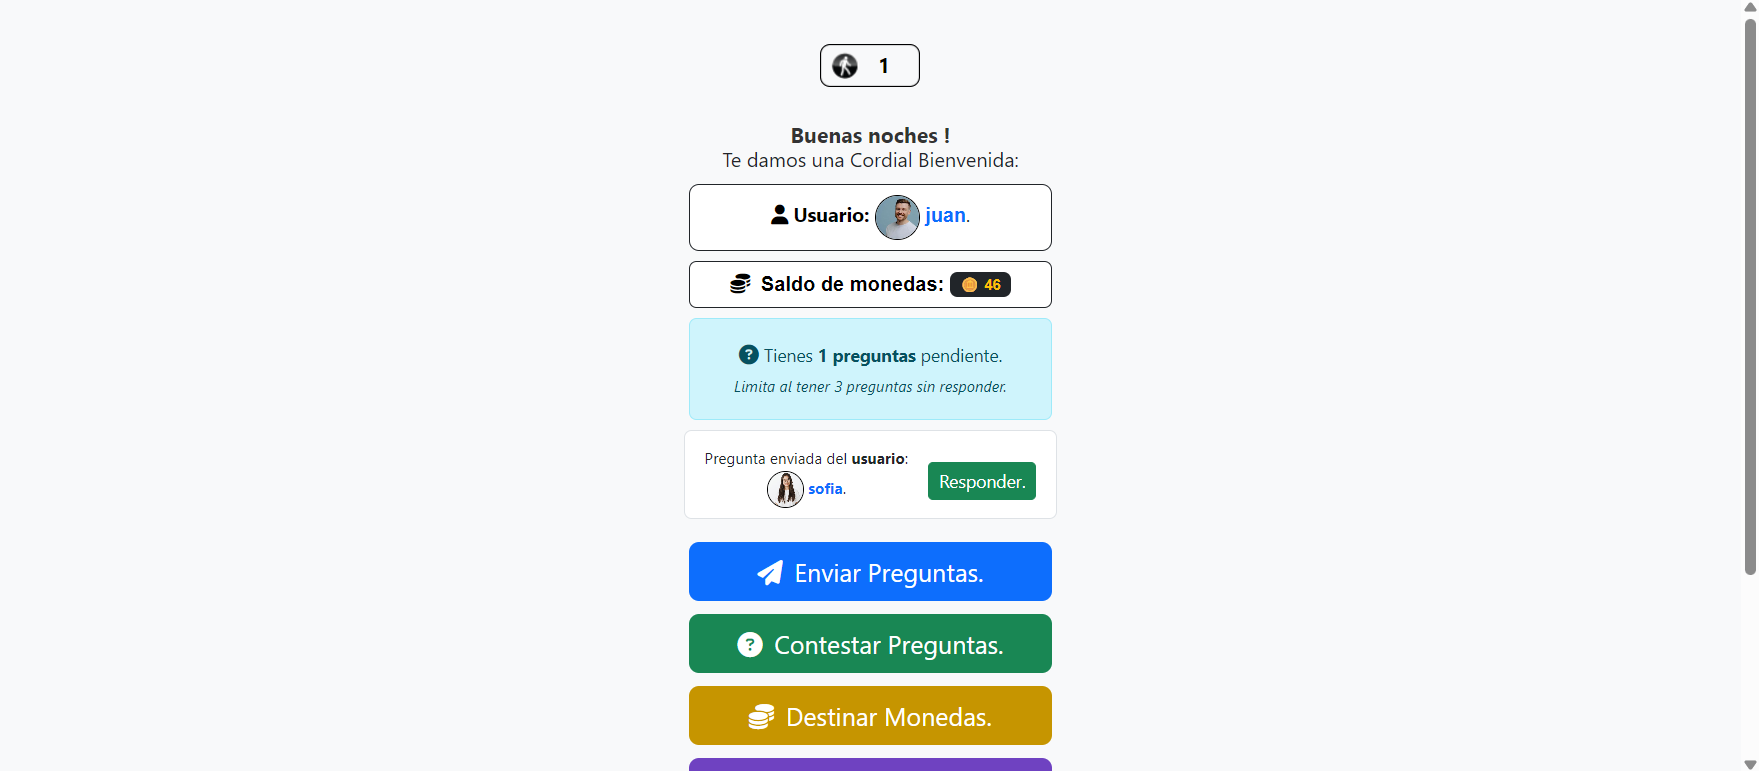 1
Buenas noches !
Te damos una Cordial Bienvenida:
Usuario: juan.
Saldo de monedas: 46
Tienes 1 preguntas pendiente.
Limita al tener 3 preguntas sin responder.
Pregunta enviada del usuario:
sofia.
Responder.
Enviar Preguntas.
Contestar Preguntas.
Destinar Monedas.